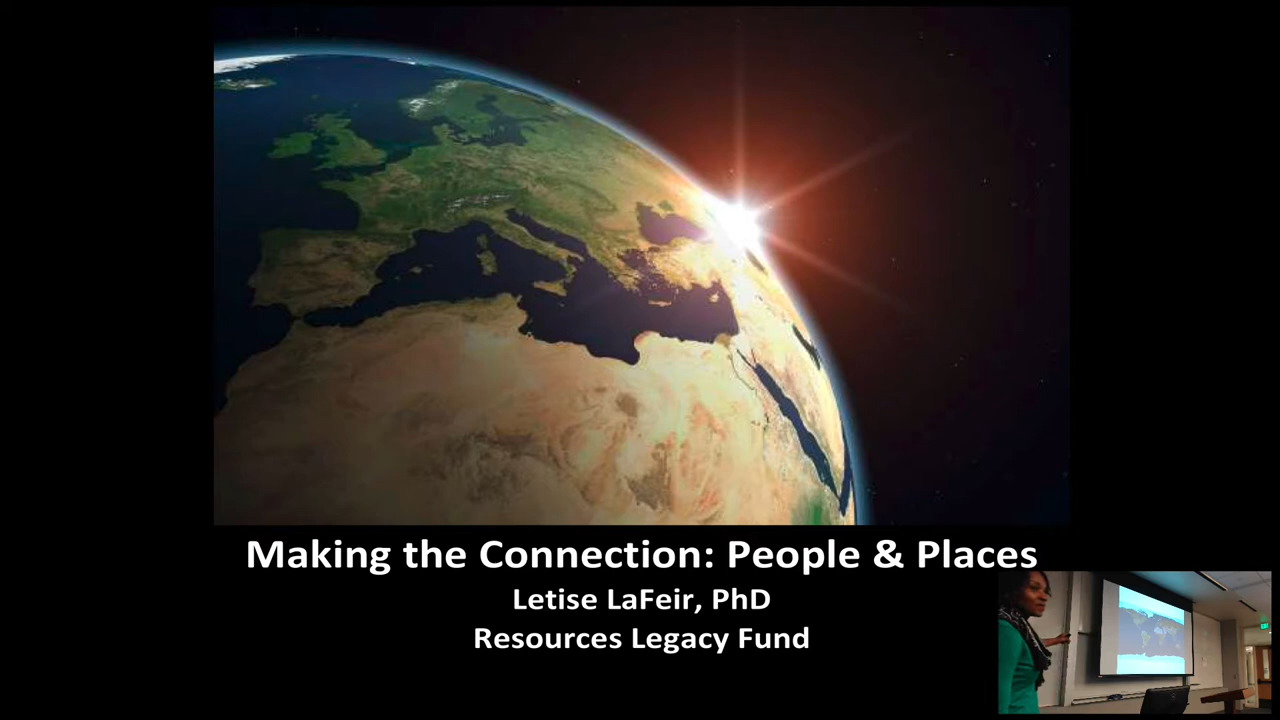 Making the Connection: People & Places
Letise LaFeir, PhD
Resources Legacy Fund